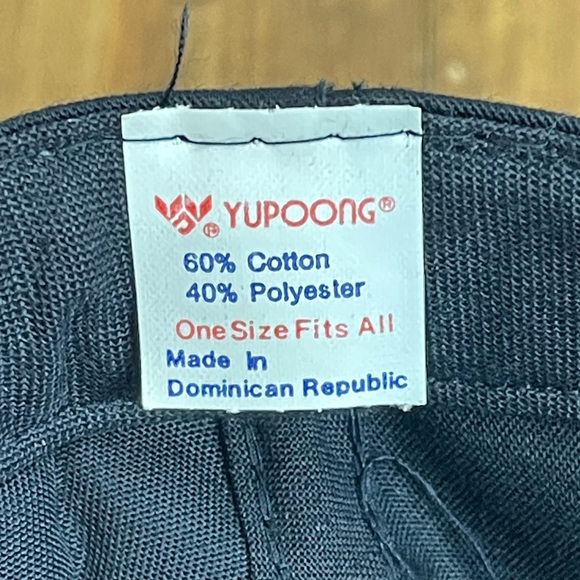 YUPOONG®
60% Cotton
40% Polyester
One Size Fits All
Made In
Dominican Republic